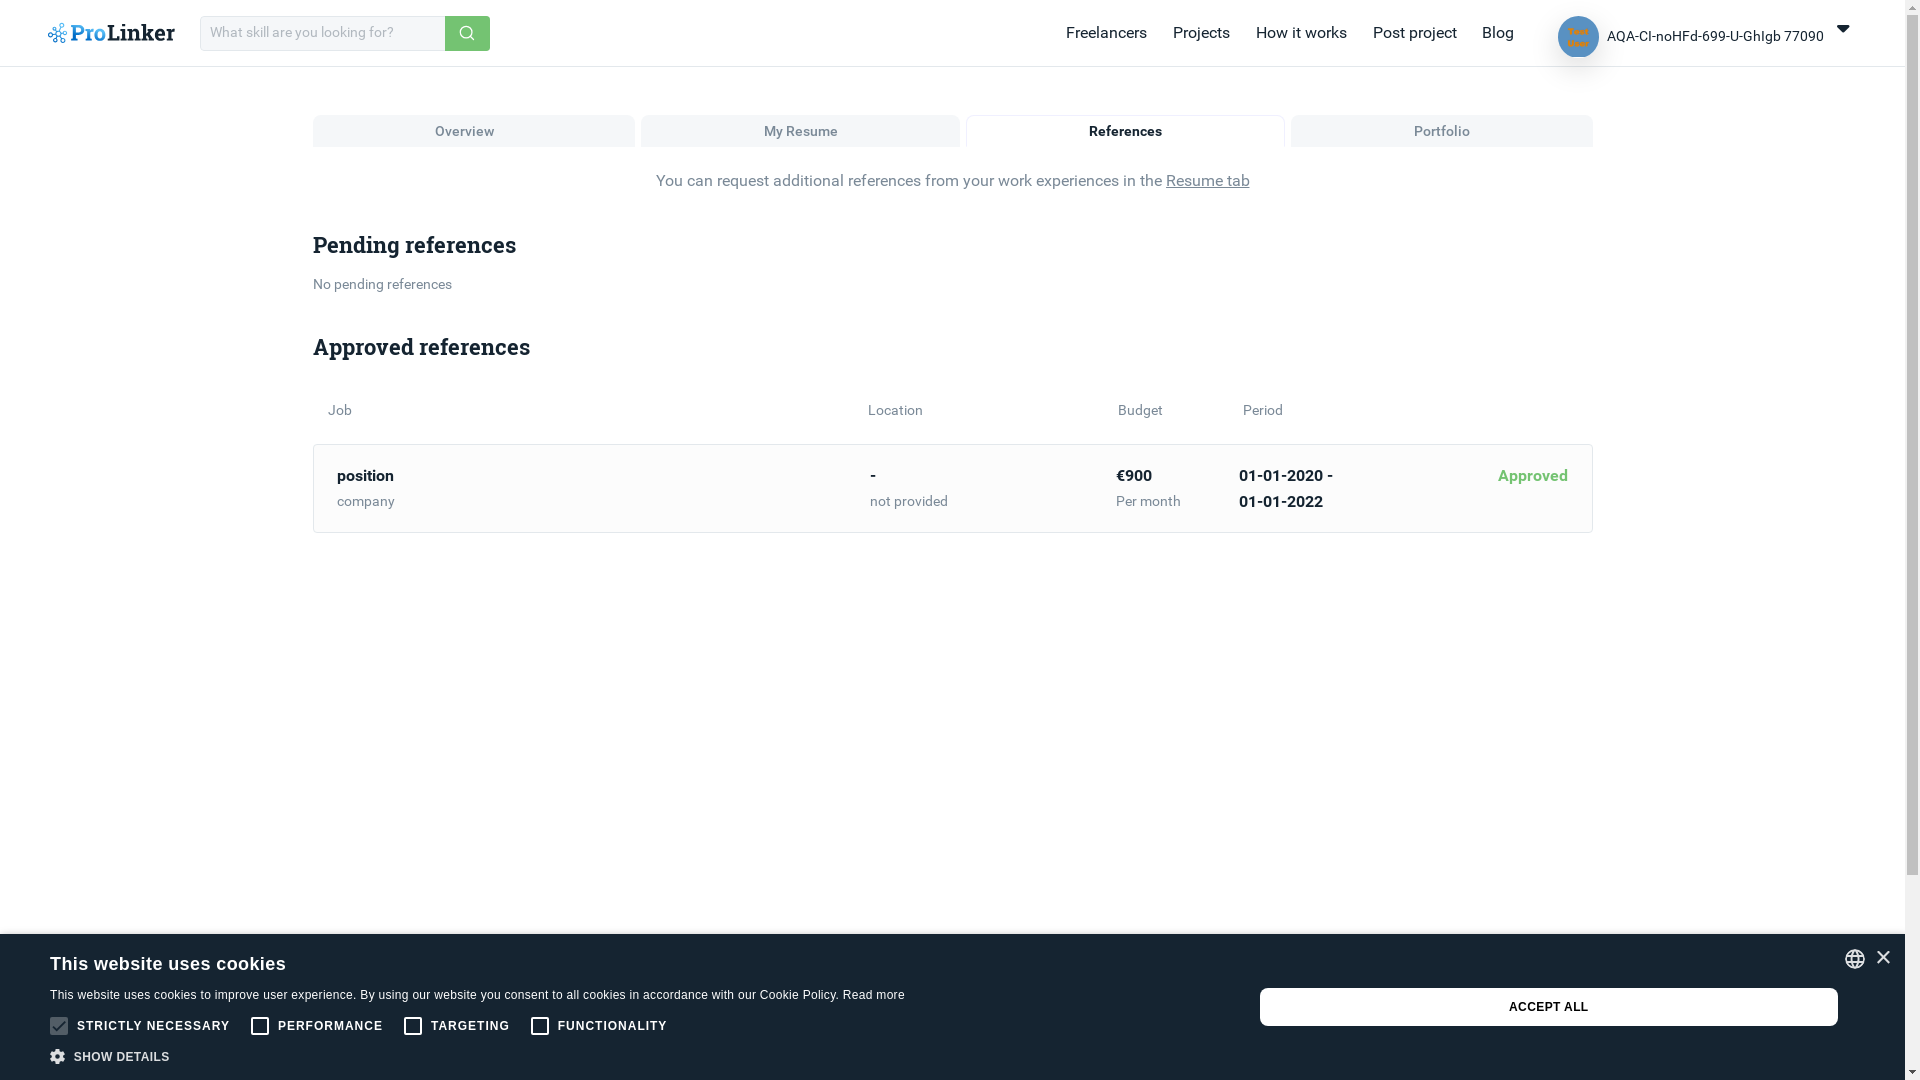 ProLinker
What skill are you looking for?
Freelancers
Projects
How it works
Post project
Blog
Test
User
AQA-CI-noHFd-699-U-GhIgb 77090
Overview
My Resume
References
Portfolio
You can request additional references from your work experiences in the Resume tab
Pending references
No pending references
Approved references
Job
Location
Budget
Period
position
-
€900
01-01-2020 -
Approved
company
not provided
Per month
01-01-2022
This website uses cookies
This website uses cookies to improve user experience. By using our website you consent to all cookies in accordance with our Cookie Policy. Read more
STRICTLY NECESSARY
PERFORMANCE
TARGETING
FUNCTIONALITY
SHOW DETAILS
ACCEPT ALL
×